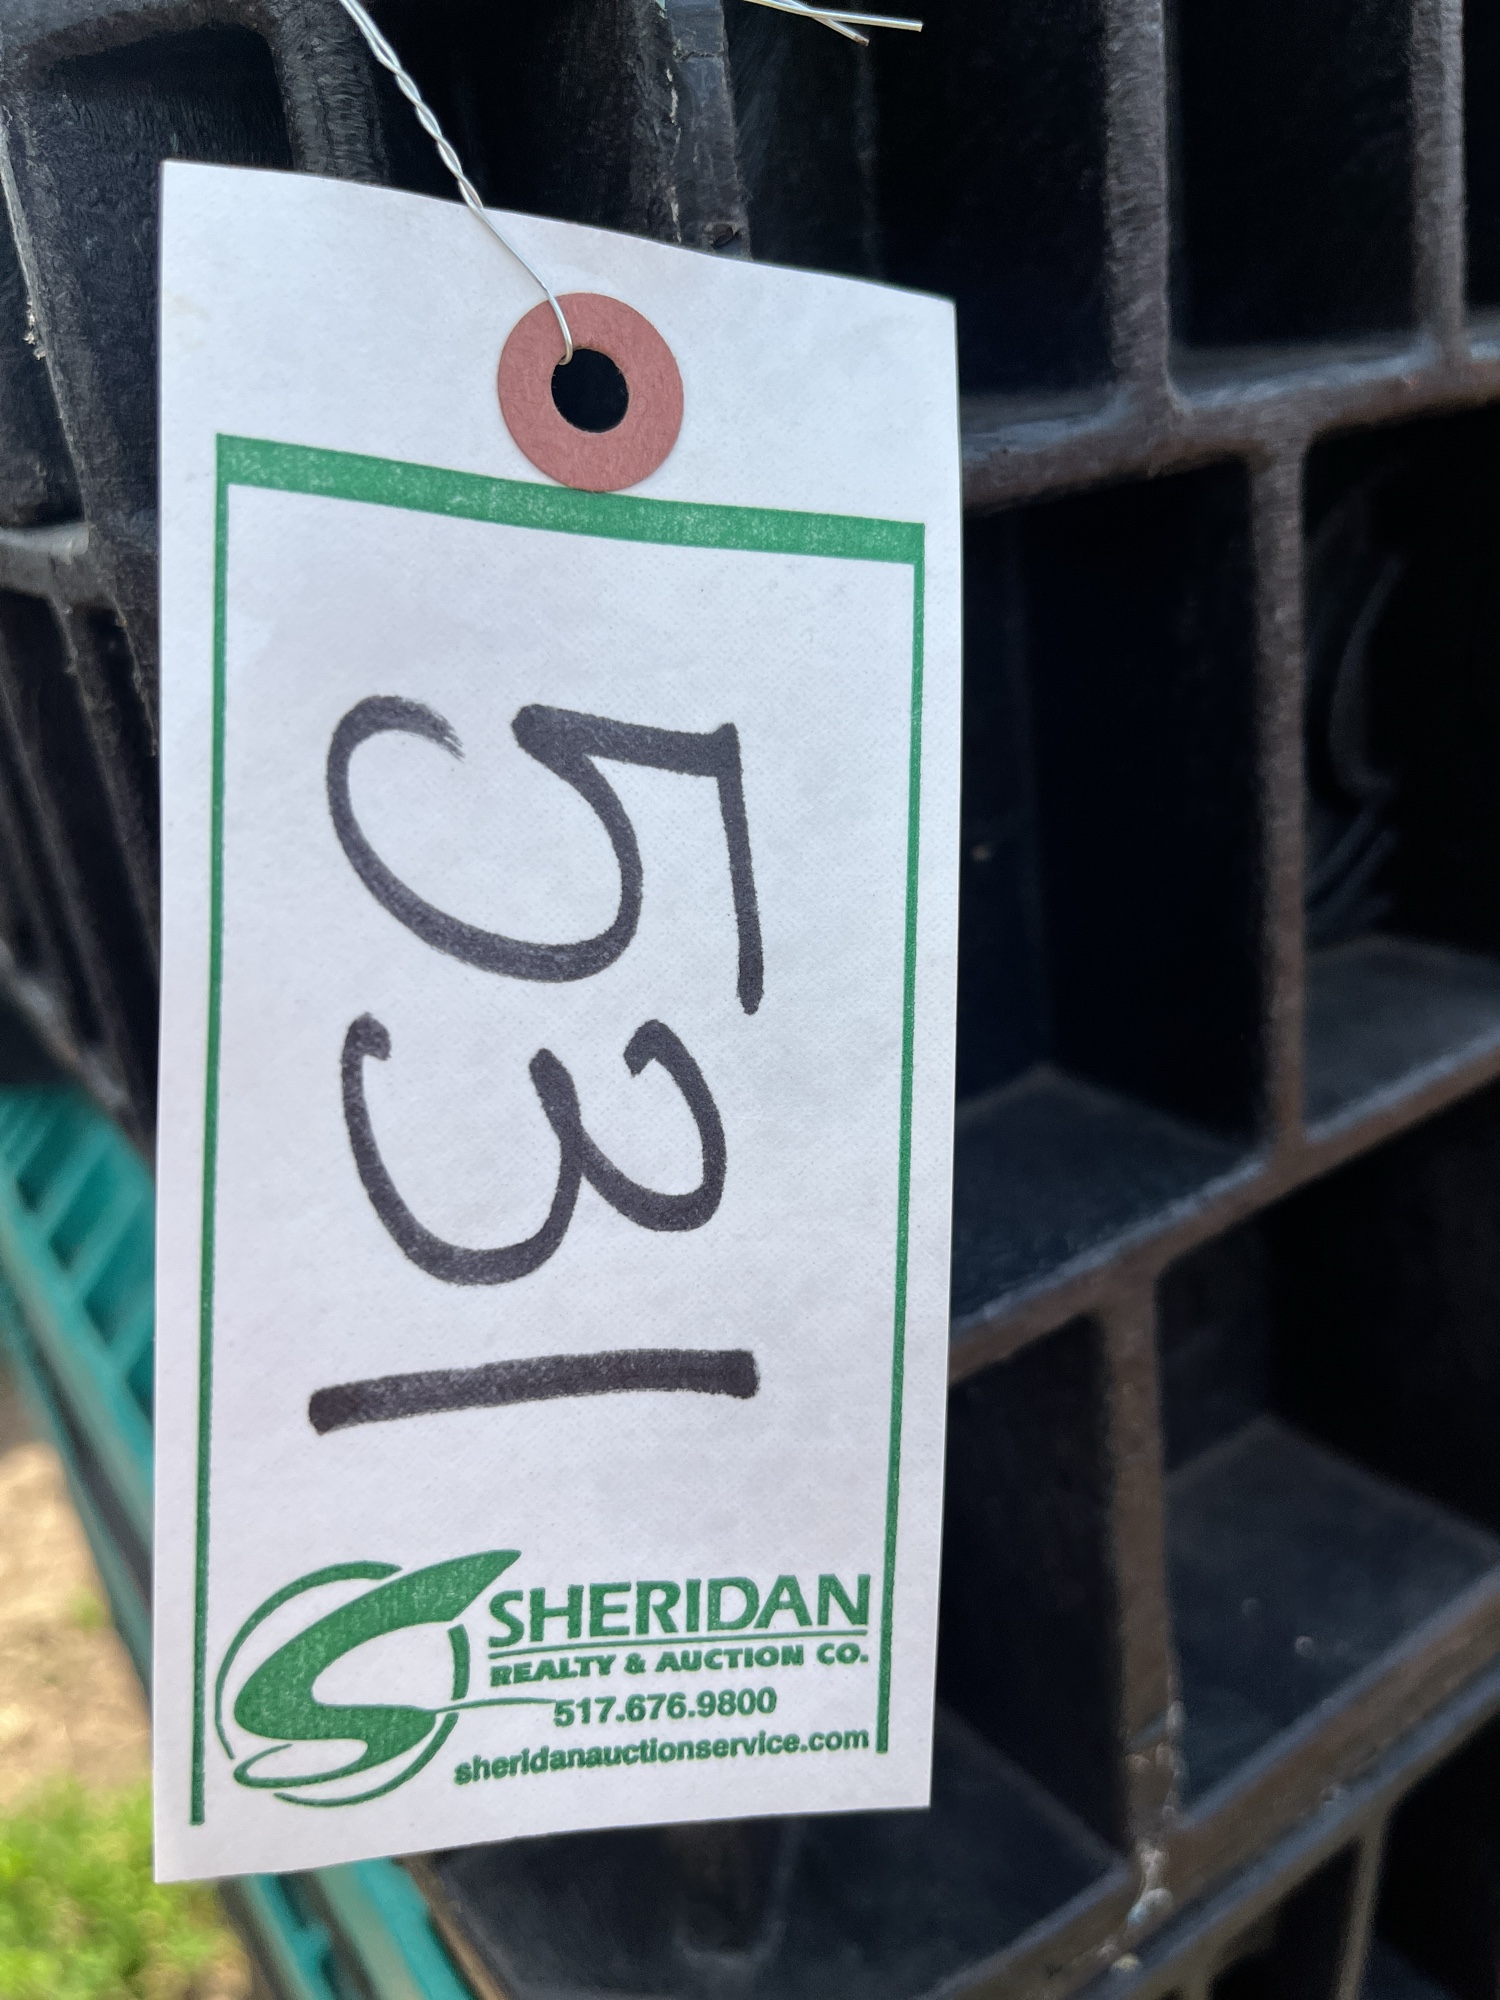 531
SHERIDAN
REALTY & AUCTION CO.
517.676.9800
sheridanauctionservice.com